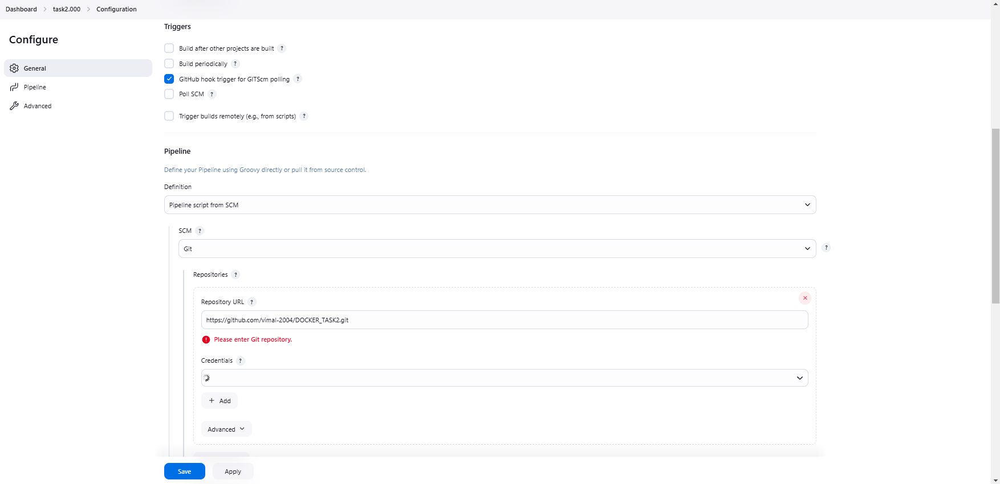 Dashboard > task2.000 > Configuration
Configure
General
Pipeline
Advanced
Triggers
Build after other projects are built ?
Build periodically ?
GitHub hook trigger for GITScm polling ?
Poll SCM ?
Trigger builds remotely (e.g., from scripts) ?
Pipeline
Define your Pipeline using Groovy directly or pull it from source control.
Definition
Pipeline script from SCM
SCM ?
Git
?
Repositories ?
Repository URL ?
https://github.com/vimal-2004/DOCKER_TASK2.git
Please enter Git repository.
Credentials ?
+ Add
Advanced
Save
Apply